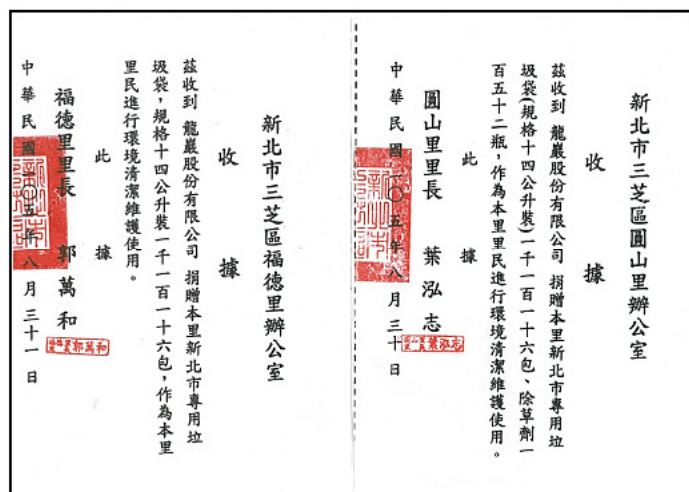 新北市三芝區圓山里辦公室
收據
茲收到 龍巖股份有限公司 捐贈本里新北市專用垃
圾袋(規格十四公升裝)一千一百一十六包、除草劑一
百五十二瓶,作為本里里民進行環境清潔維護使用。
此據
圓山里里長 葉泓志
中華民國一〇五年八月三十日
新北市三芝區福德里辦公室
收據
茲收到 龍巖股份有限公司 捐贈本里新北市專用垃
圾袋,規格十四公升裝一千一百一十六包,作為本里
里民進行環境清潔維護使用。
此據
福德里里長 郭萬和
郭萬和
中華民國一〇五年八月三十一日